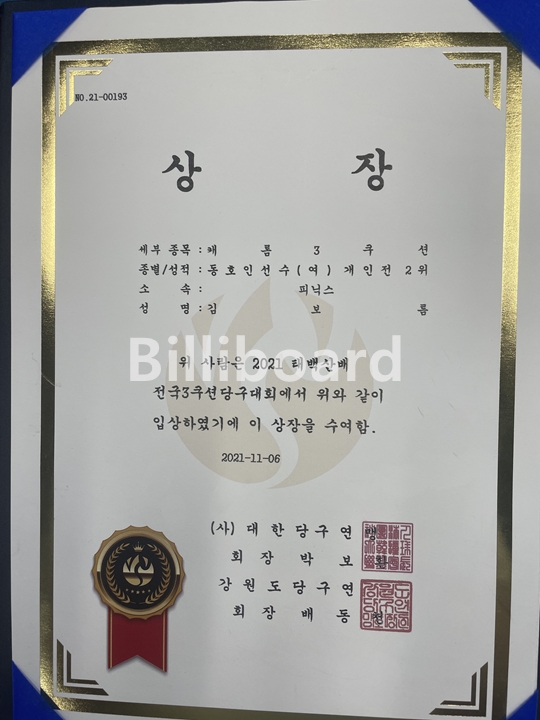 NO.21-00193
상 장
세부 종목 : 캐롬 3쿠션
종별/성적 : 동호인선수(여) 개인전 2위
소 속 : 피닉스
성 명 : 김보름
Billiboard
위 사람은 2021 태백산배
전국3쿠션당구대회에서 위와 같이
입상하였기에 이 상장을 수여함.
2021-11-06
(사) 대한당구연맹
회장 박보환
강원도당구연
회장 배동천